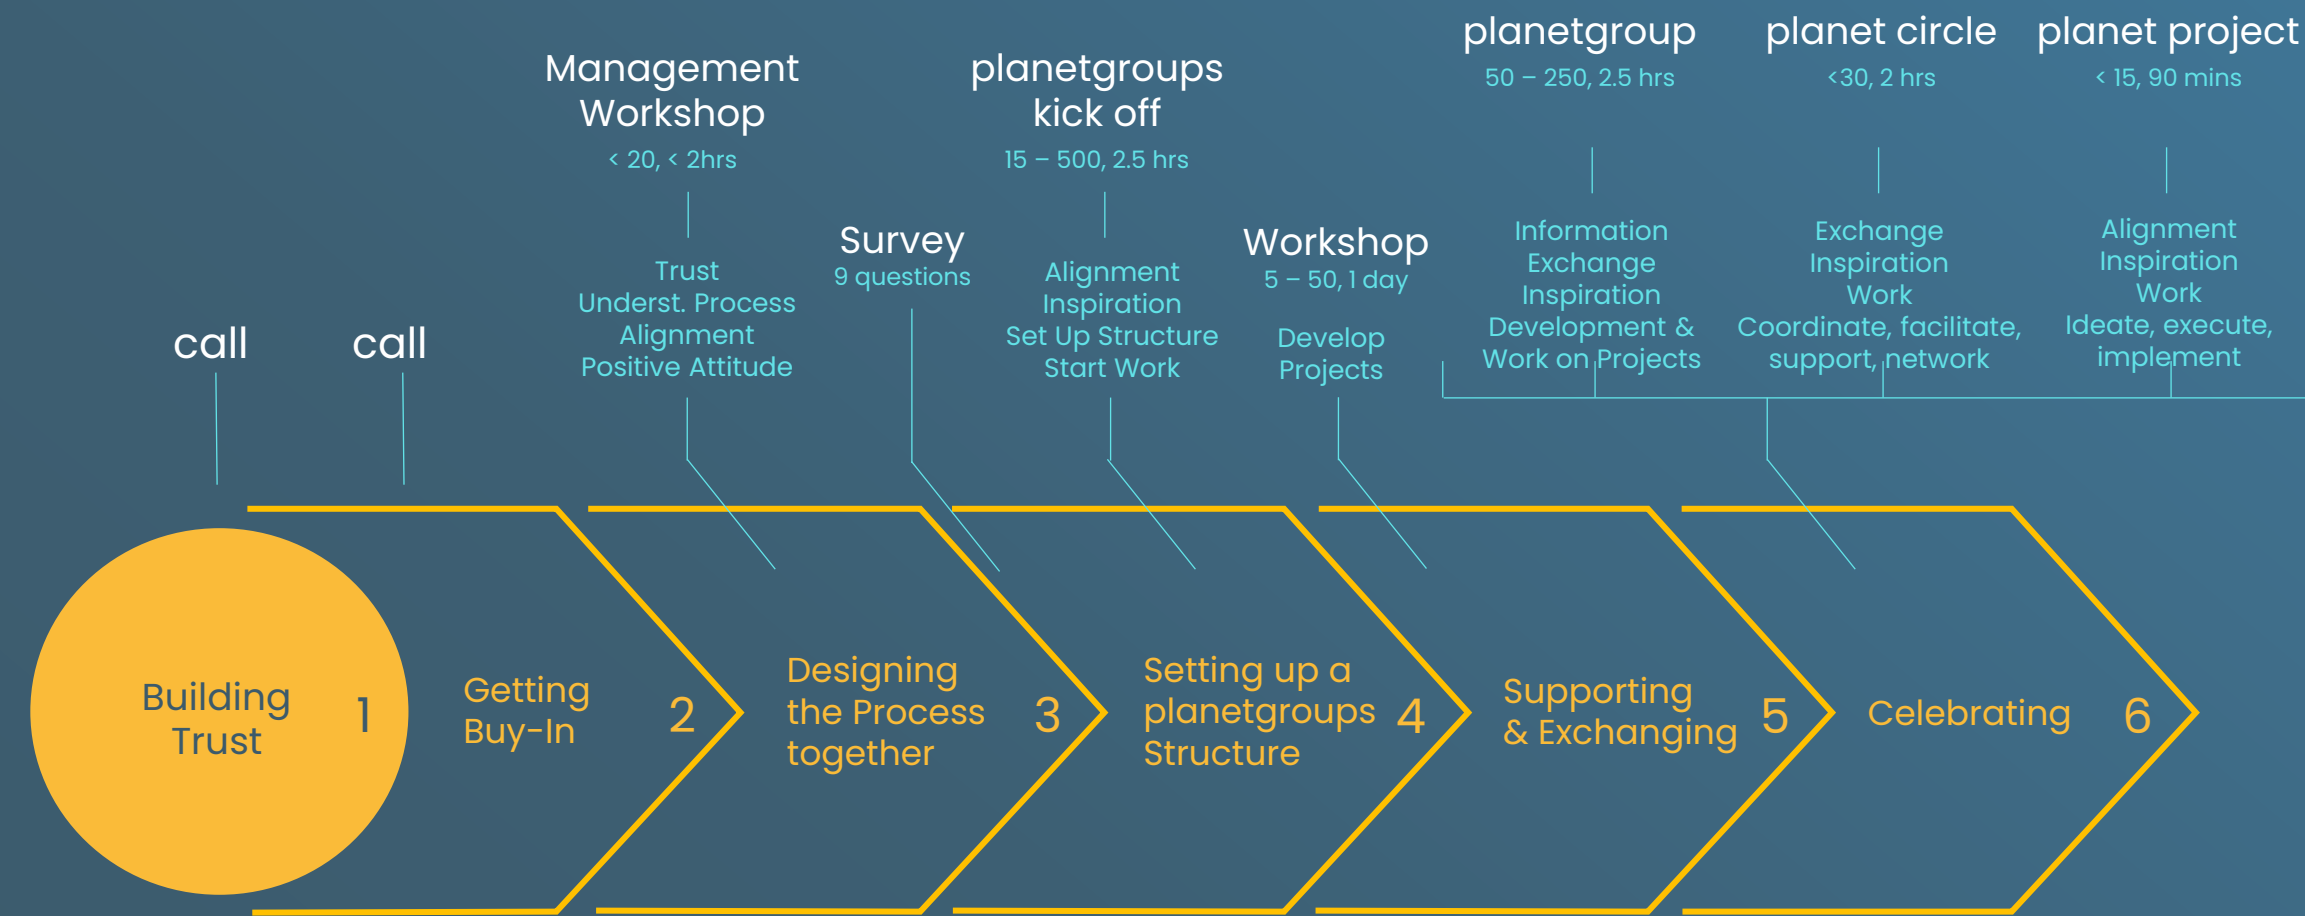 call
call
Management
Workshop
< 20, < 2hrs
Trust
Underst. Process
Alignment
Positive Attitude
Survey
9 questions
planetgroups
kick off
15 – 500, 2.5 hrs
Alignment
Inspiration
Set Up Structure
Start Work
Workshop
5 – 50, 1 day
Develop
Projects
planetgroup
50 – 250, 2.5 hrs
Information
Exchange
Inspiration
Development &
Work on Projects
planet circle
<30, 2 hrs
Exchange
Inspiration
Work
Coordinate, facilitate,
support, network
planet project
< 15, 90 mins
Alignment
Inspiration
Work
Ideate, execute,
implement
Building
Trust
1
Getting
Buy-In
2
Designing
the Process
together
3
Setting up a
planetgroups
Structure
4
Supporting
& Exchanging
5
Celebrating
6